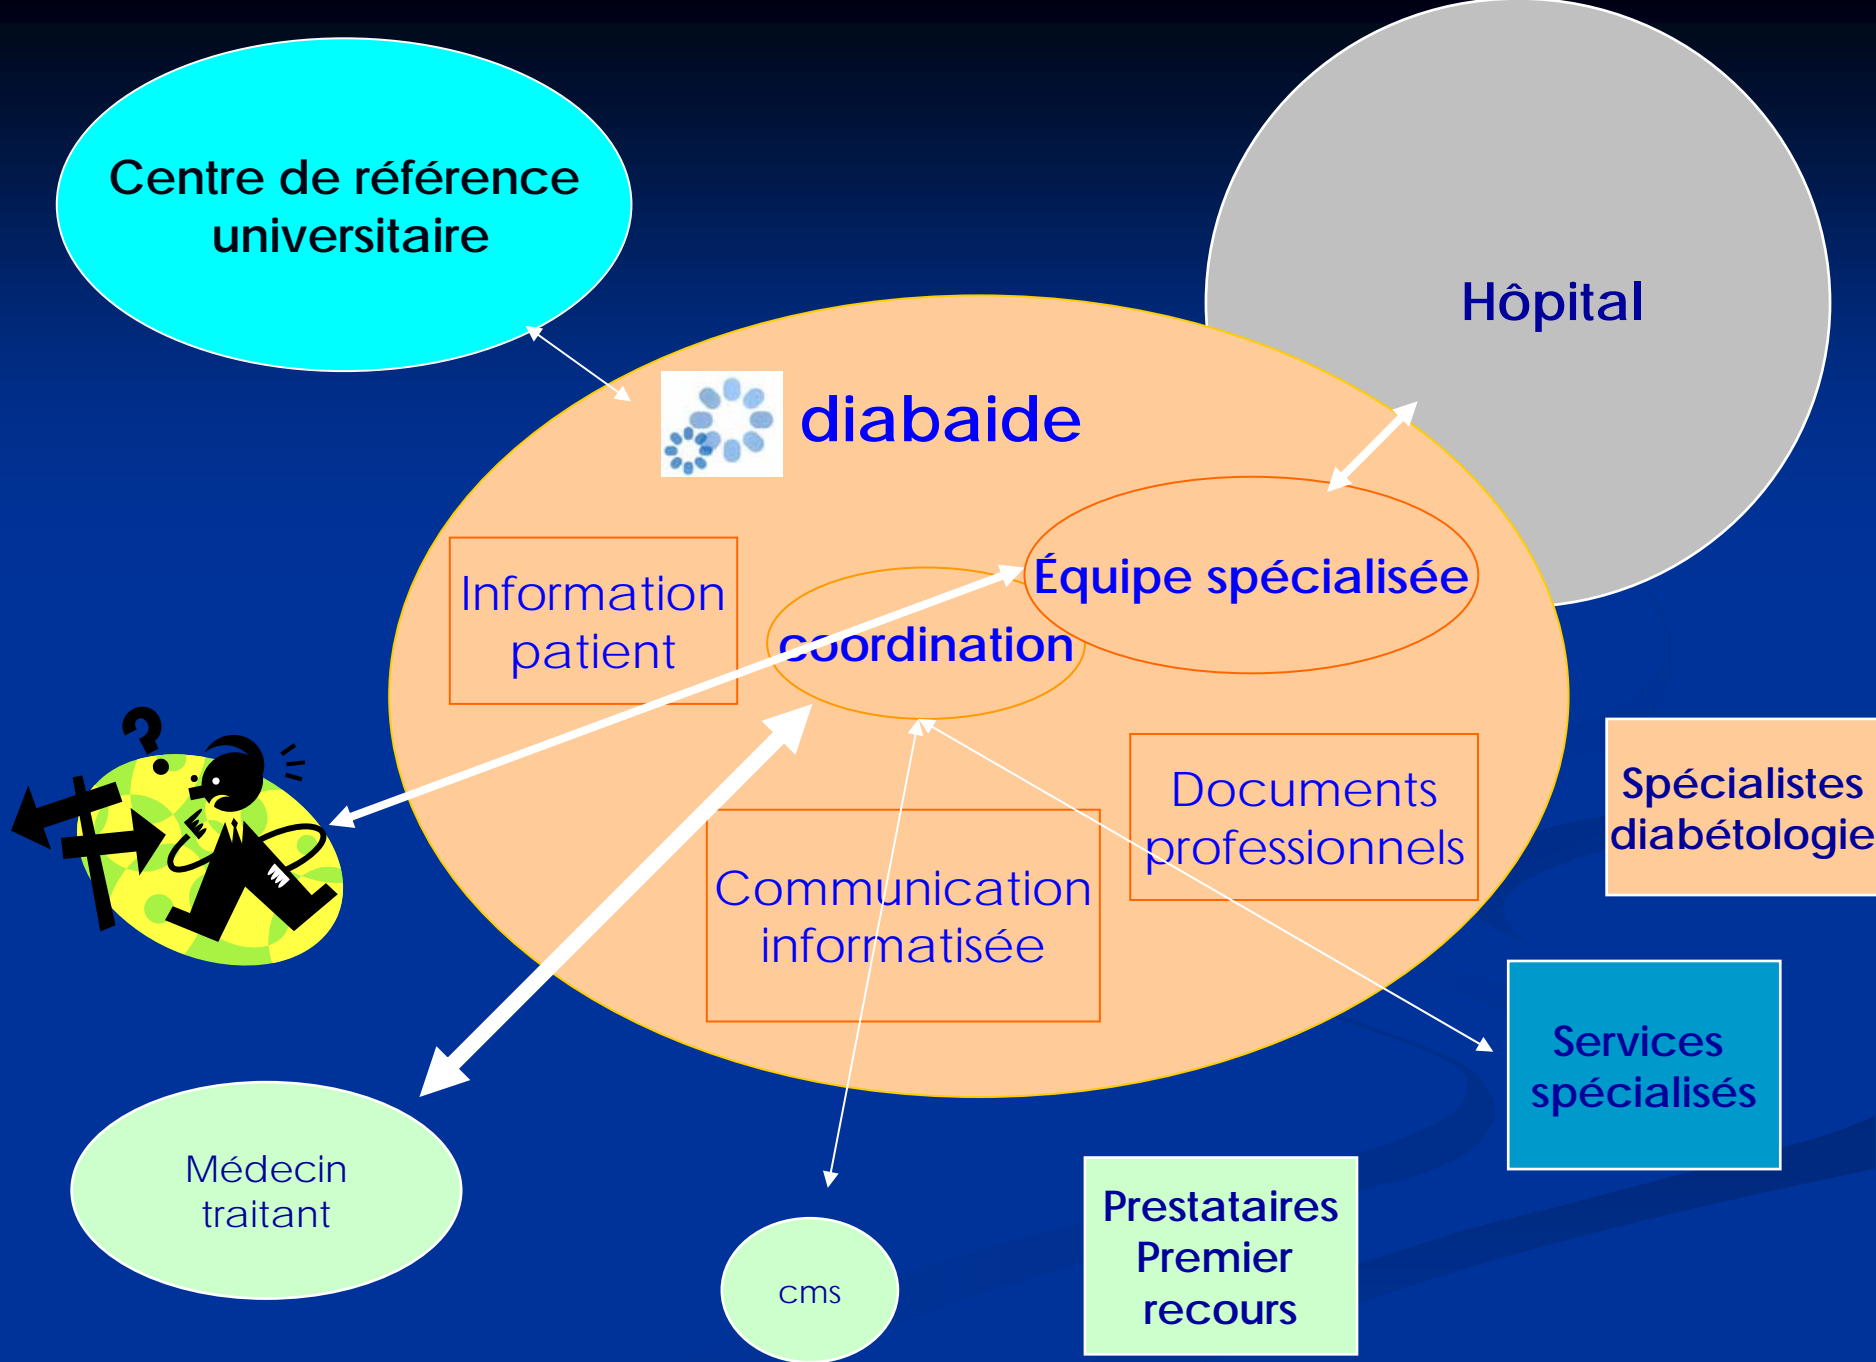 Centre de référence
universitaire
Hôpital
diabaide
Équipe spécialisée
Information
patient
coordination
?
Documents
professionnels
Spécialistes
diabétologie
Communication
informatisée
Services
spécialisés
Médecin
traitant
Prestataires
Premier
recours
cms